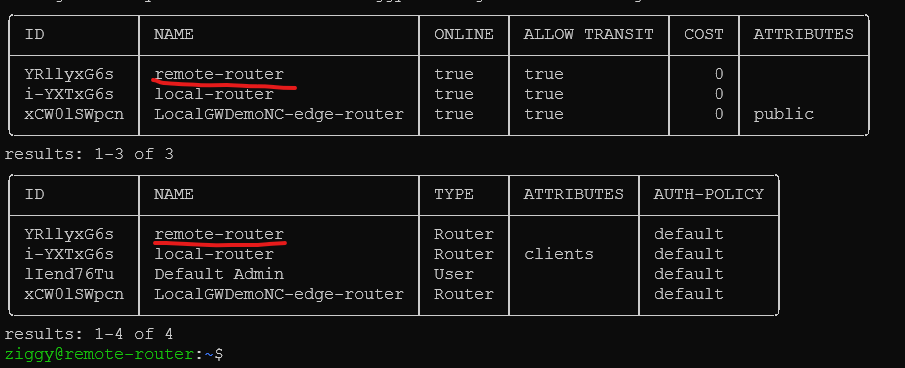 ID NAME ONLINE ALLOW TRANSIT COST ATTRIBUTES
YRllyxG6s remote-router true true 0
i-YXTxG6s local-router true true 0
xCW0lSWpcn LocalGWDemoNC-edge-router true true 0 public
results: 1-3 of 3
ID NAME TYPE ATTRIBUTES AUTH-POLICY
YRllyxG6s remote-router Router default
i-YXTxG6s local-router Router clients default
lIend76Tu Default Admin User default
xCW0lSWpcn LocalGWDemoNC-edge-router Router default
results: 1-4 of 4
ziggy@remote-router:~$